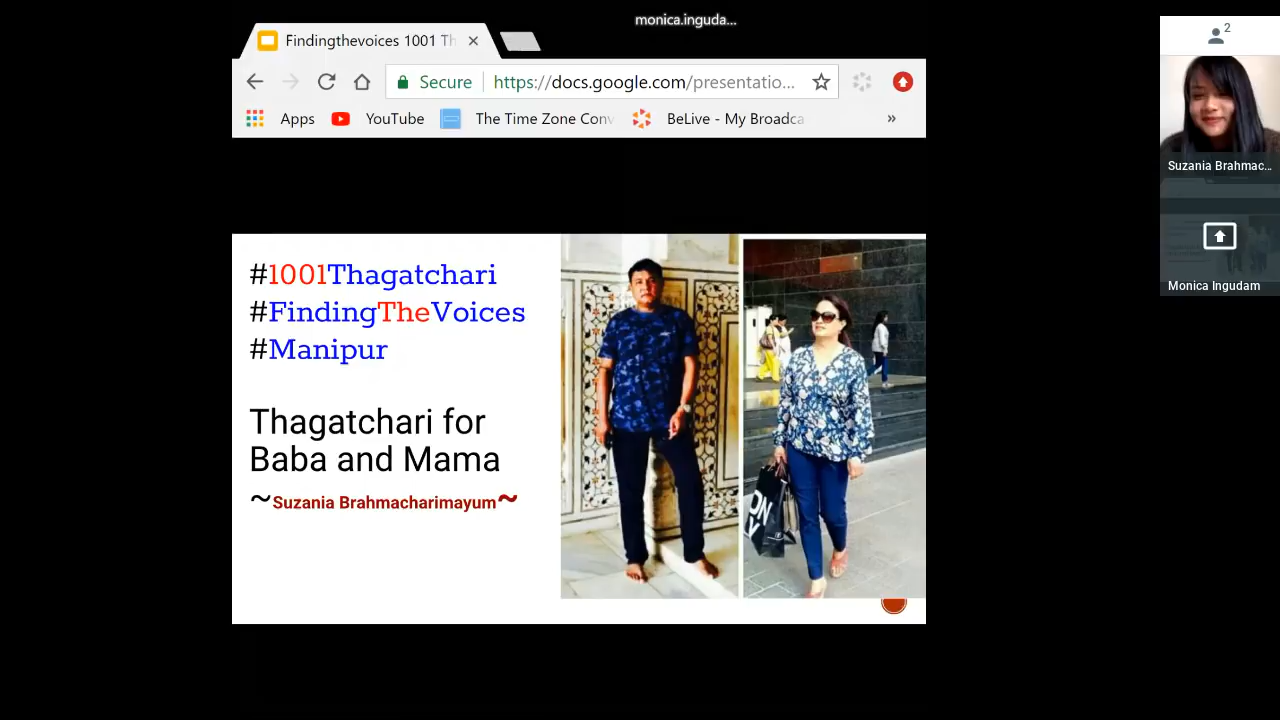 monica.inguda...
Findingthevoices 1001 Th
Secure https://docs.google.com/presentatio...
Apps YouTube The Time Zone Conv BeLive - My Broadca »
#1001Thagatchari
#FindingTheVoices
#Manipur
Thagatchari for
Baba and Mama
~Suzania Brahmacharimayum~
ON
Y
2
Suzania Brahmac...
Monica Ingudam